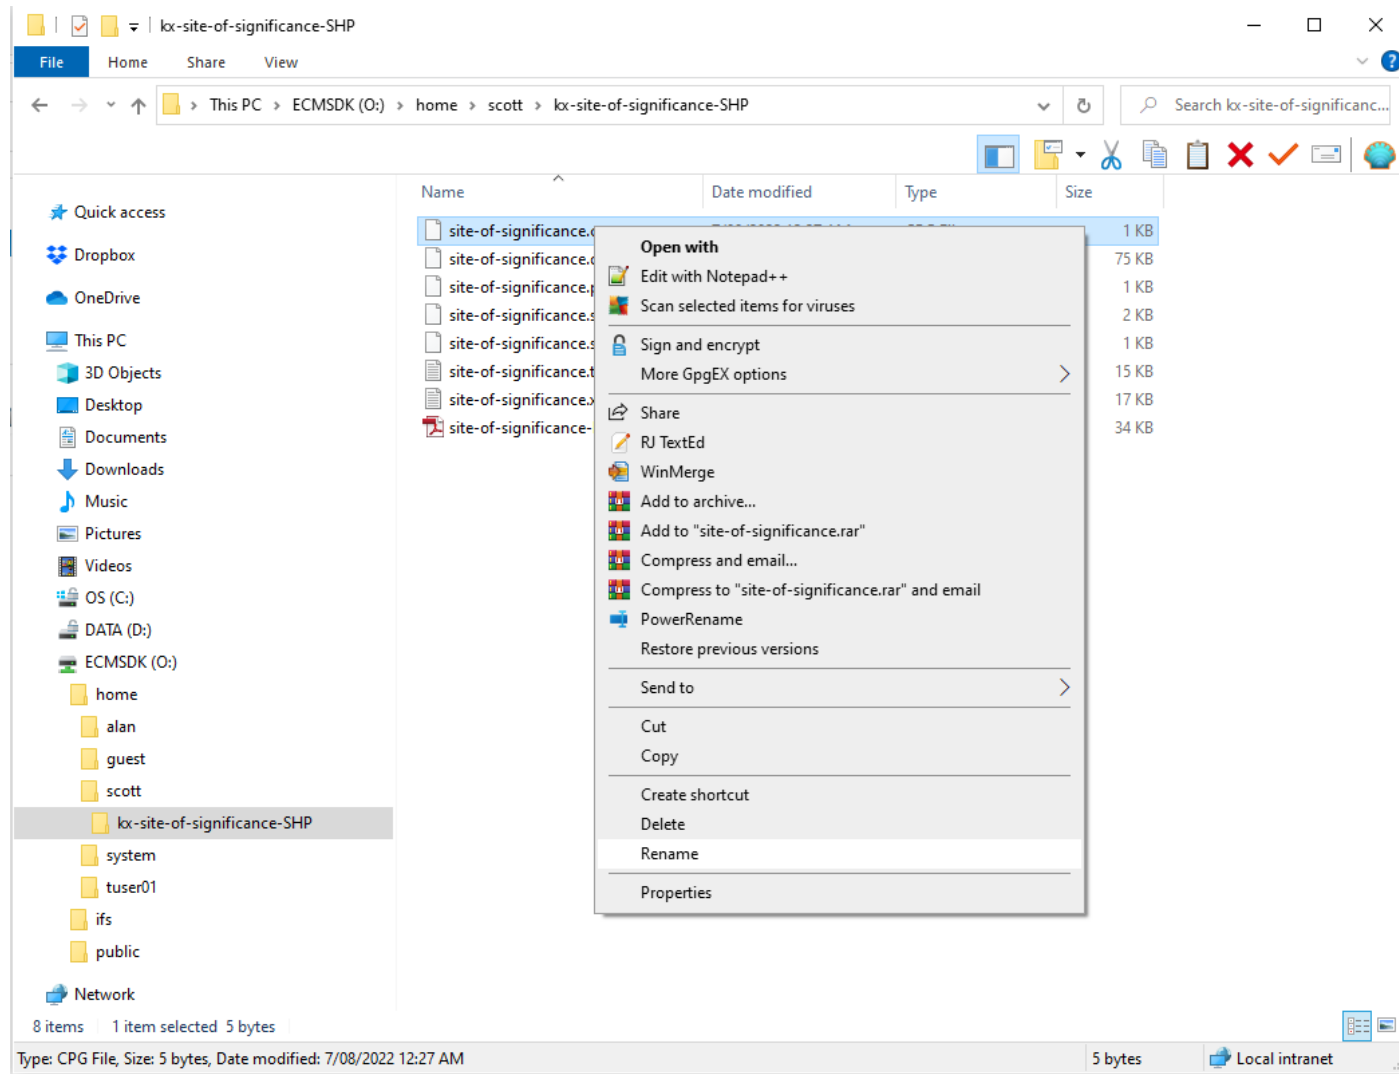 kx-site-of-significance-SHP
File Home Share View
This PC ECMSDK (O:) home scott kx-site-of-significance-SHP
Search kx-site-of-significanc...
Name Date modified Type Size
Quick access
Dropbox
OneDrive
This PC
3D Objects
Desktop
Documents
Downloads
Music
Pictures
Videos
OS (C:)
DATA (D:)
ECMSDK (O:)
home
alan
guest
scott
kx-site-of-significance-SHP
system
tuser01
ifs
public
Network
site-of-significance. 1 KB
site-of-significance. 75 KB
site-of-significance. 1 KB
site-of-significance.s 2 KB
site-of-significance.s 1 KB
site-of-significance.t 15 KB
site-of-significance.x 17 KB
site-of-significance- 34 KB
Open with
Edit with Notepad++
Scan selected items for viruses
Sign and encrypt
More GpgEX options
Share
RJ TextEd
WinMerge
Add to archive...
Add to "site-of-significance.rar"
Compress and email...
Compress to "site-of-significance.rar" and email
PowerRename
Restore previous versions
Send to
Cut
Copy
Create shortcut
Delete
Rename
Properties
8 items 1 item selected 5 bytes
Type: CPG File, Size: 5 bytes, Date modified: 7/08/2022 12:27 AM
5 bytes
Local intranet